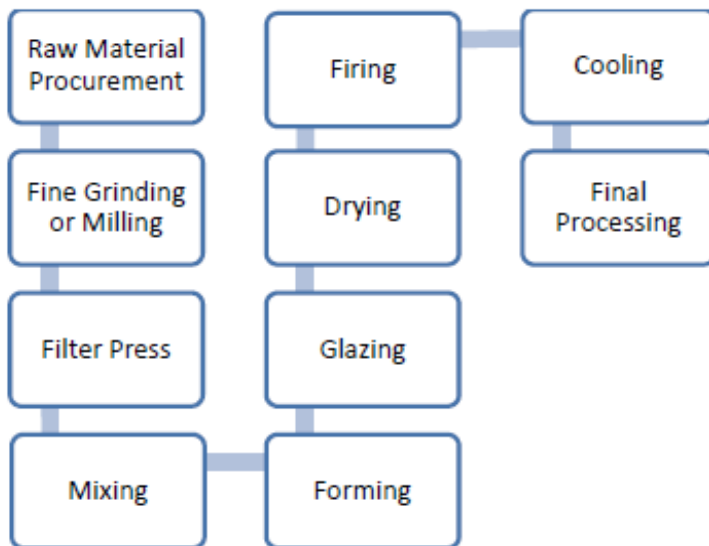 Raw Material
Procurement
Fine Grinding
or Milling
Filter Press
Mixing
Forming
Glazing
Drying
Firing
Cooling
Final
Processing